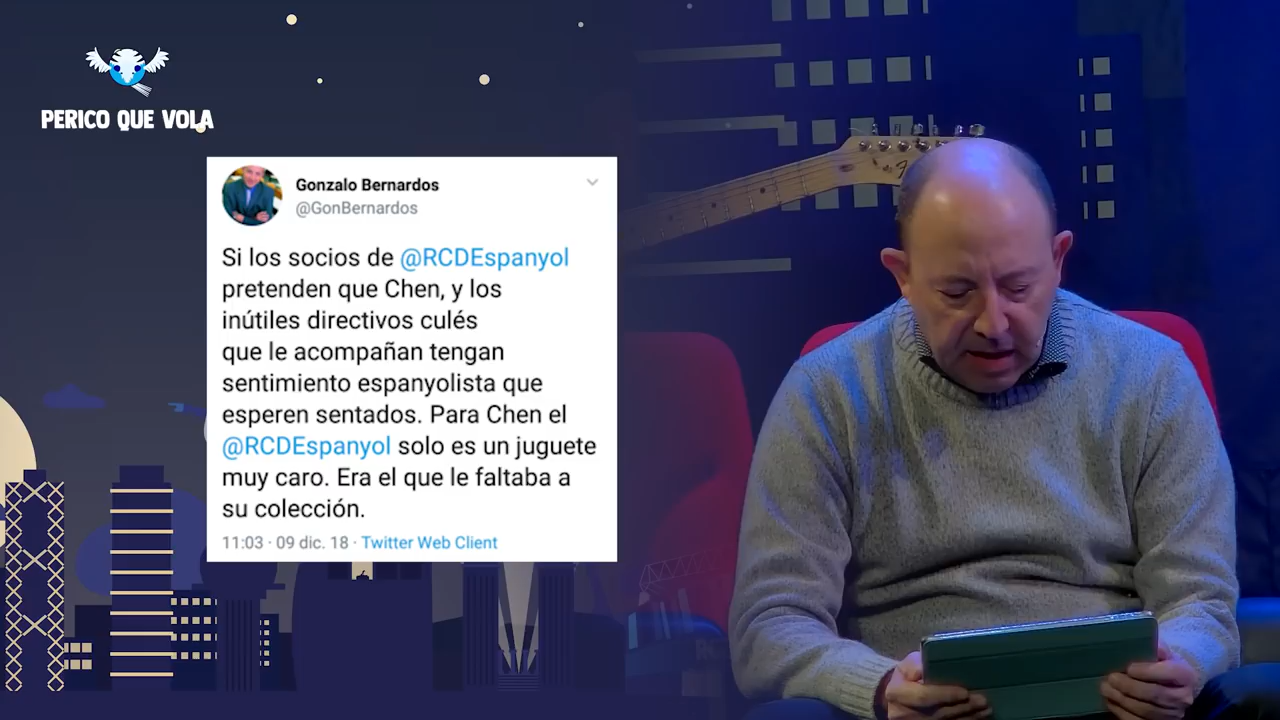 PERICO QUE VOLA
Gonzalo Bernardos
@GonBernardos
Si los socios de @RCDEspanyol
pretenden que Chen, y los
inútiles directivos culés
que le acompañan tengan
sentimiento espanyolista que
esperen sentados. Para Chen el
@RCDEspanyol solo es un juguete
muy caro. Era el que le faltaba a
su colección.
11:03 · 09 dic. 18 · Twitter Web Client